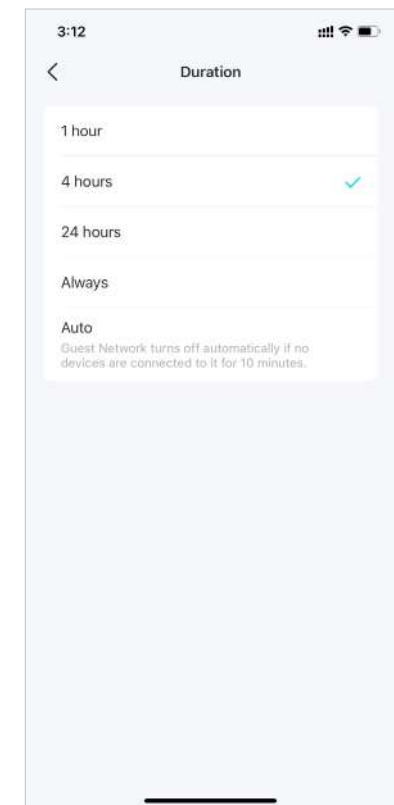 3:12
Duration
1 hour
4 hours
24 hours
Always
Auto
Guest Network turns off automatically if no
devices are connected to it for 10 minutes.